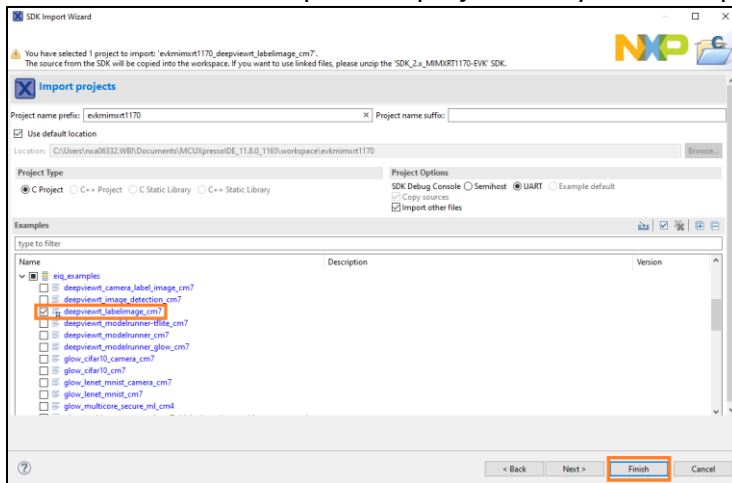 SDK Import Wizard
You have selected 1 project to import: 'evkmimxrt1170_deepviewrt_labelimage_cm7'.
The source from the SDK will be copied into the workspace. If you want to use linked files, please unzip the 'SDK_2.x_MIMXRT1170-EVK' SDK.
NXP
Import projects
Project name prefix: evkmimxrt1170 Project name suffix:
Use default location
Location: C:\Users\nxa06332.WBI\Documents\MCUXpressoIDE_11.8.0_1165\workspace\evkmimxrt1170 Browse...
Project Type Project Options
C Project C++ Project C Static Library C++ Static Library SDK Debug Console Semihost UART Example default
Copy sources
Import other files
Examples
type to filter
Name Description Version
eiq_examples
deepviewrt_camera_label_image_cm7
deepviewrt_image_detection_cm7
deepviewrt_labelimage_cm7
deepviewrt_modelrunner-tflite_cm7
deepviewrt_modelrunner_cm7
deepviewrt_modelrunner_glow_cm7
glow_cifar10_camera_cm7
glow_cifar10_cm7
glow_lenet_mnist_camera_cm7
glow_lenet_mnist_cm7
glow_multicore_secure_ml_cm4
< Back Next > Finish Cancel